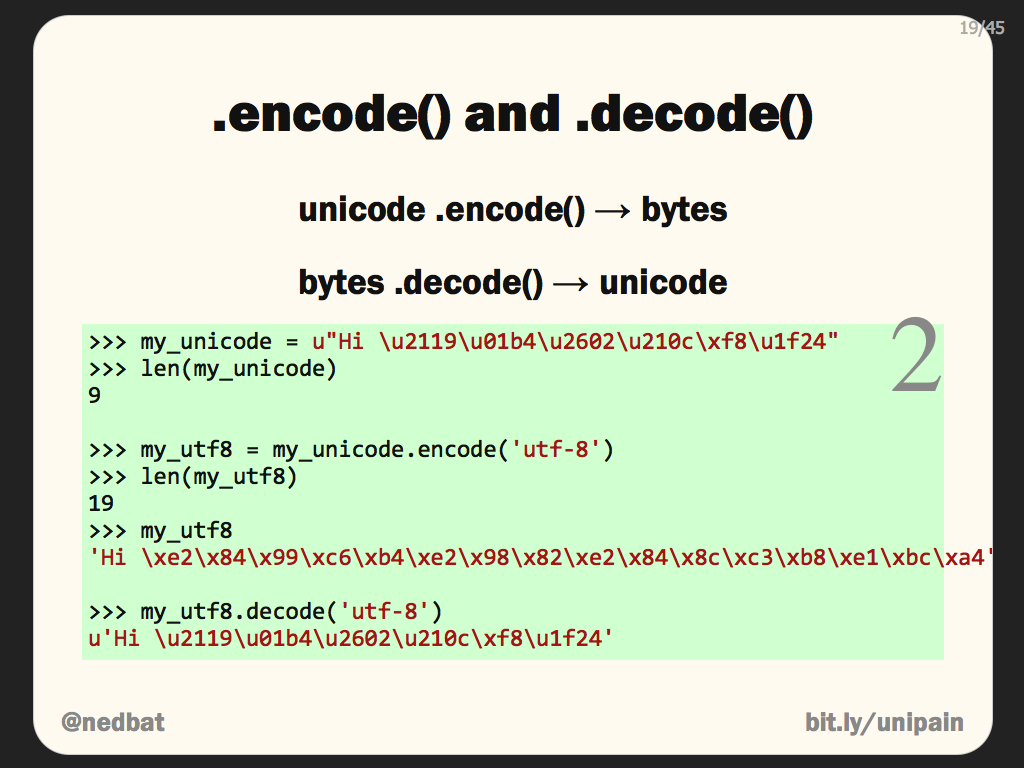 19/45
.encode() and .decode()
unicode .encode() → bytes
bytes .decode() → unicode
2
>>> my_unicode = u"Hi \u2119\u01b4\u2602\u210c\xf8\u1f24"
>>> len(my_unicode)
9
>>> my_utf8 = my_unicode.encode('utf-8')
>>> len(my_utf8)
19
>>> my_utf8
'Hi \xe2\x84\x99\xc6\xb4\xe2\x98\x82\xe2\x84\x8c\xc3\xb8\xe1\xbc\xa4'
>>> my_utf8.decode('utf-8')
u'Hi \u2119\u01b4\u2602\u210c\xf8\u1f24'
@nedbat
bit.ly/unipain